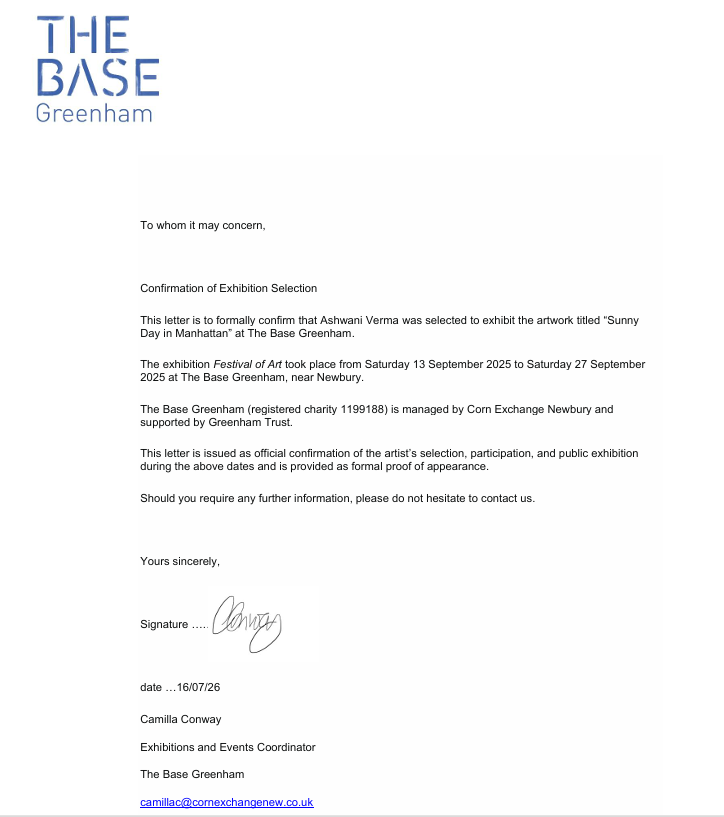 THE
BASE
Greenham
To whom it may concern,
Confirmation of Exhibition Selection
This letter is to formally confirm that Ashwani Verma was selected to exhibit the artwork titled “Sunny
Day in Manhattan” at The Base Greenham.
The exhibition Festival of Art took place from Saturday 13 September 2025 to Saturday 27 September
2025 at The Base Greenham, near Newbury.
The Base Greenham (registered charity 1199188) is managed by Corn Exchange Newbury and
supported by Greenham Trust.
This letter is issued as official confirmation of the artist’s selection, participation, and public exhibition
during the above dates and is provided as formal proof of appearance.
Should you require any further information, please do not hesitate to contact us.
Yours sincerely,
Signature ….. Conway
date …16/07/26
Camilla Conway
Exhibitions and Events Coordinator
The Base Greenham
camillac@cornexchangenew.co.uk